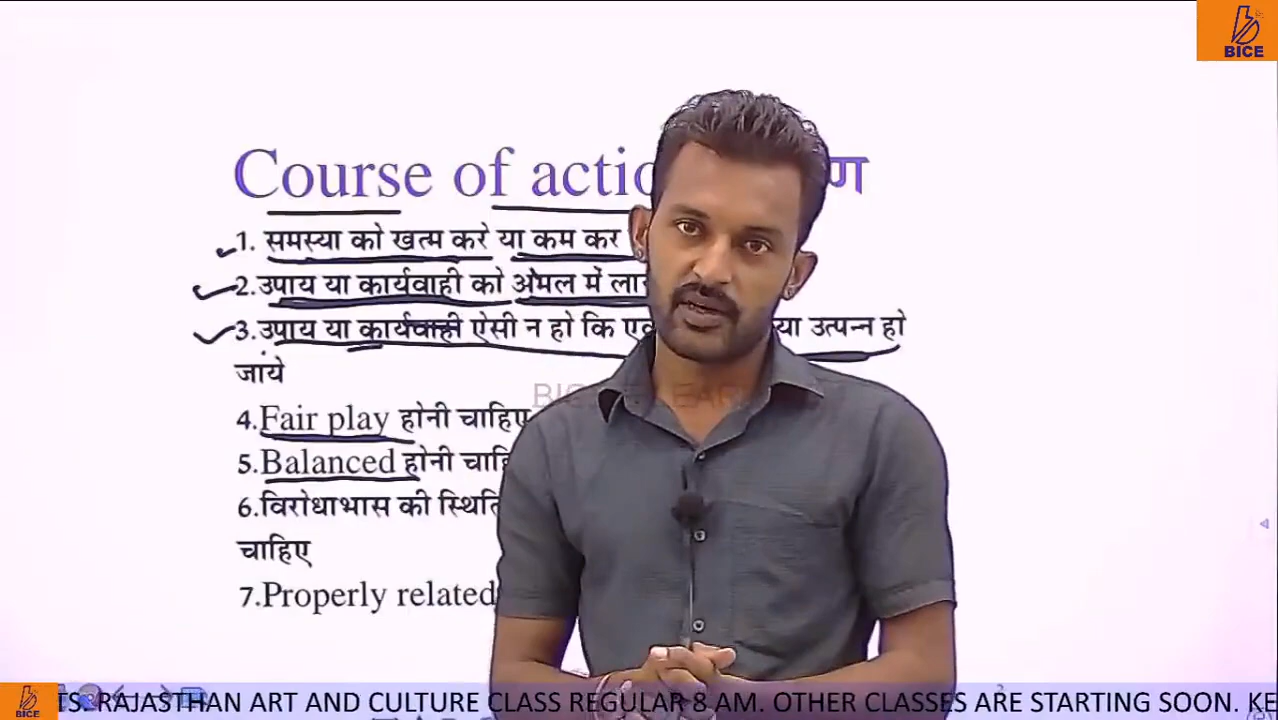 BICE
Course of actio
1. समस्या को खत्म करे या कम कर
2.उपाय या कार्यवाही को अमल में ला
3.उपाय या कार्यवाही ऐसी न हो कि उत्पन्न हो
जांये
4.Fair play होनी चाहिए
5.Balanced होनी
6.विरोधाभास की
चाहिए
7.Properly related
BICE
TS. RAJASTHAN ART AND CULTURE CLASS REGULAR 8 AM. OTHER CLASSES ARE STARTING SOON. KE